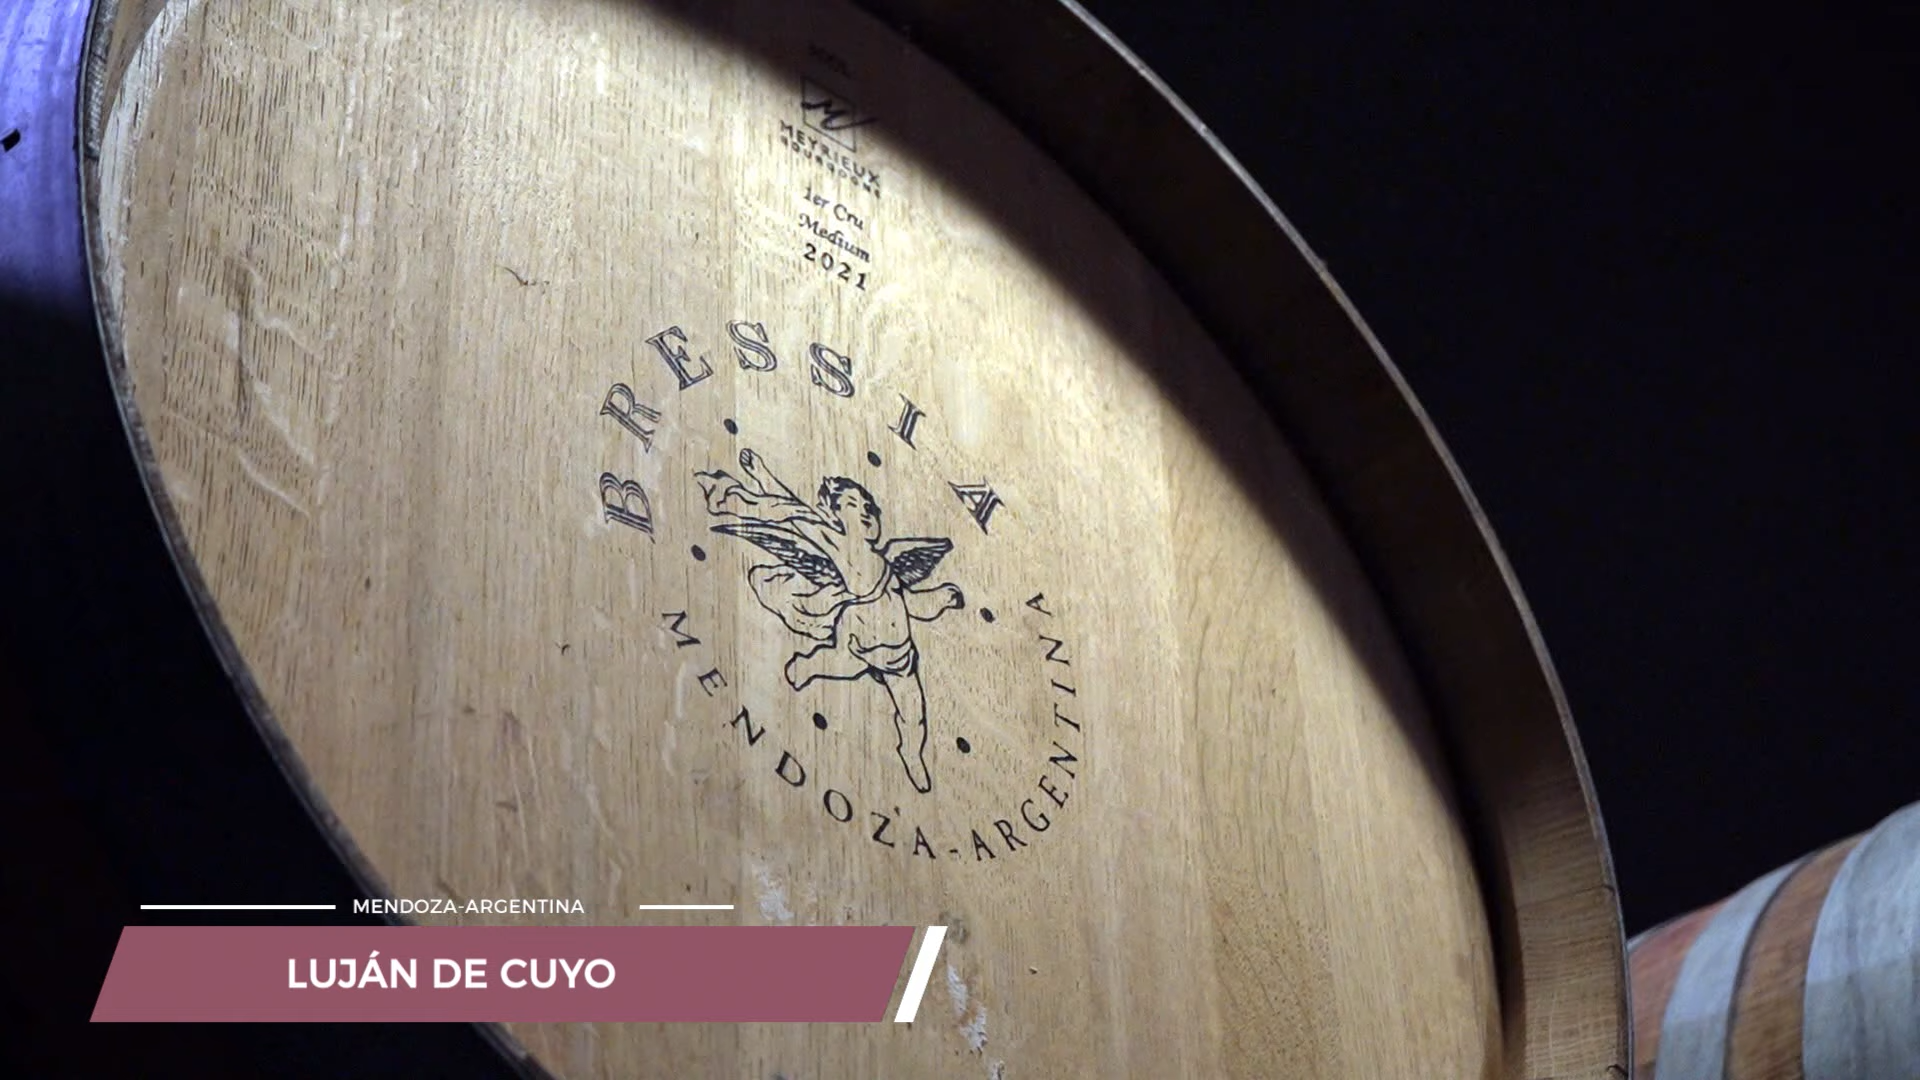 MEYRIEUX
BOURGOGNE
1er Cru
Medium
2021
BRESSIA
MENDOZA-ARGENTINA
MENDOZA-ARGENTINA
LUJÁN DE CUYO